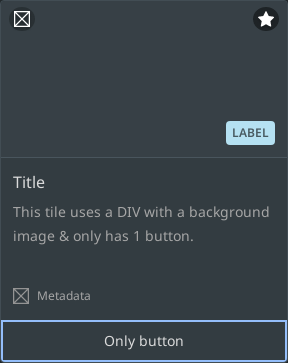 LABEL
Title
This tile uses a DIV with a background
image & only has 1 button.
Metadata
Only button